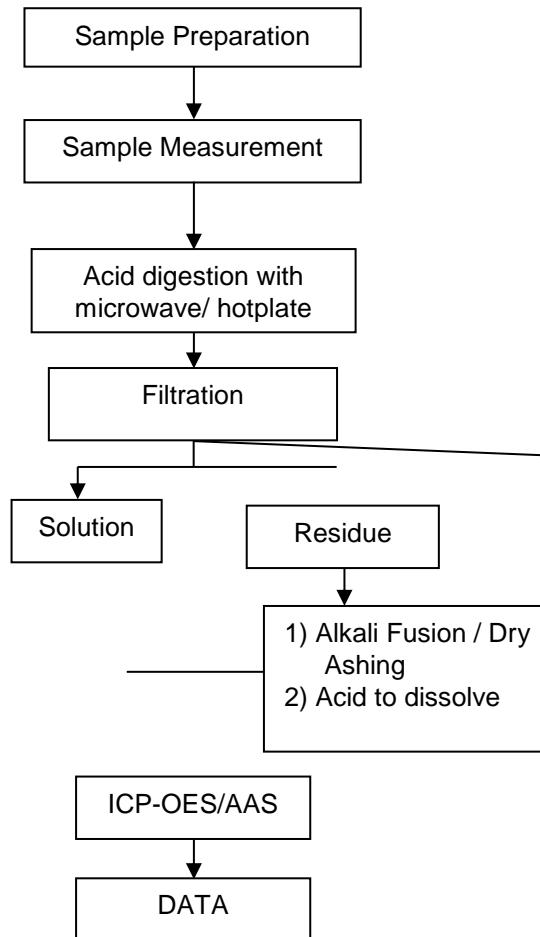 Sample Preparation
Sample Measurement
Acid digestion with
microwave/ hotplate
Filtration
Solution
Residue
1) Alkali Fusion / Dry
Ashing
2) Acid to dissolve
ICP-OES/AAS
DATA